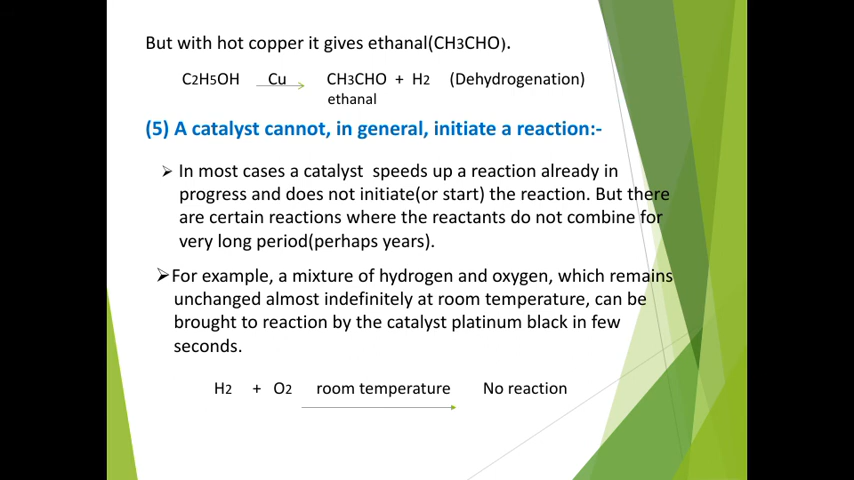 But with hot copper it gives ethanal(CH3CHO).
C2H5OH Cu CH3CHO + H2 (Dehydrogenation)
ethanal
(5) A catalyst cannot, in general, initiate a reaction:-
➢ In most cases a catalyst speeds up a reaction already in
progress and does not initiate(or start) the reaction. But there
are certain reactions where the reactants do not combine for
very long period(perhaps years).
➢For example, a mixture of hydrogen and oxygen, which remains
unchanged almost indefinitely at room temperature, can be
brought to reaction by the catalyst platinum black in few
seconds.
H2 + O2 room temperature No reaction